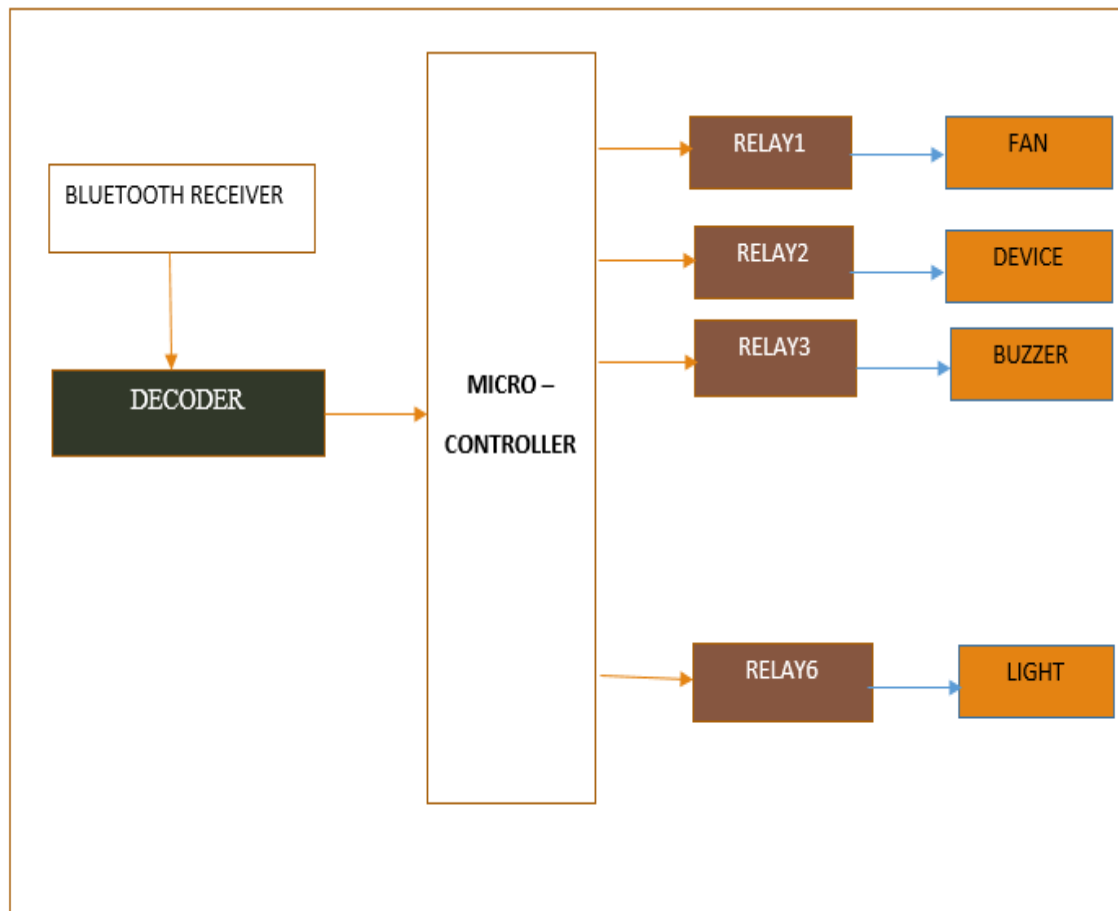 BLUETOOTH RECEIVER
DECODER
MICRO –
CONTROLLER
RELAY1
FAN
RELAY2
DEVICE
RELAY3
BUZZER
RELAY6
LIGHT